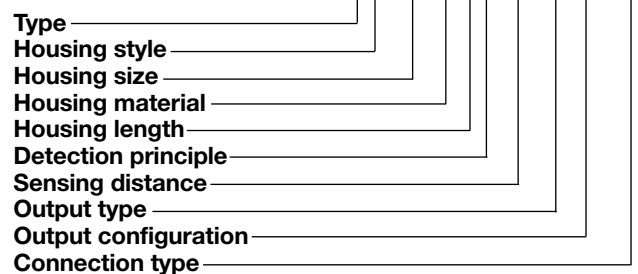 Type
Housing style
Housing size
Housing material
Housing length
Detection principle
Sensing distance
Output type
Output configuration
Connection type